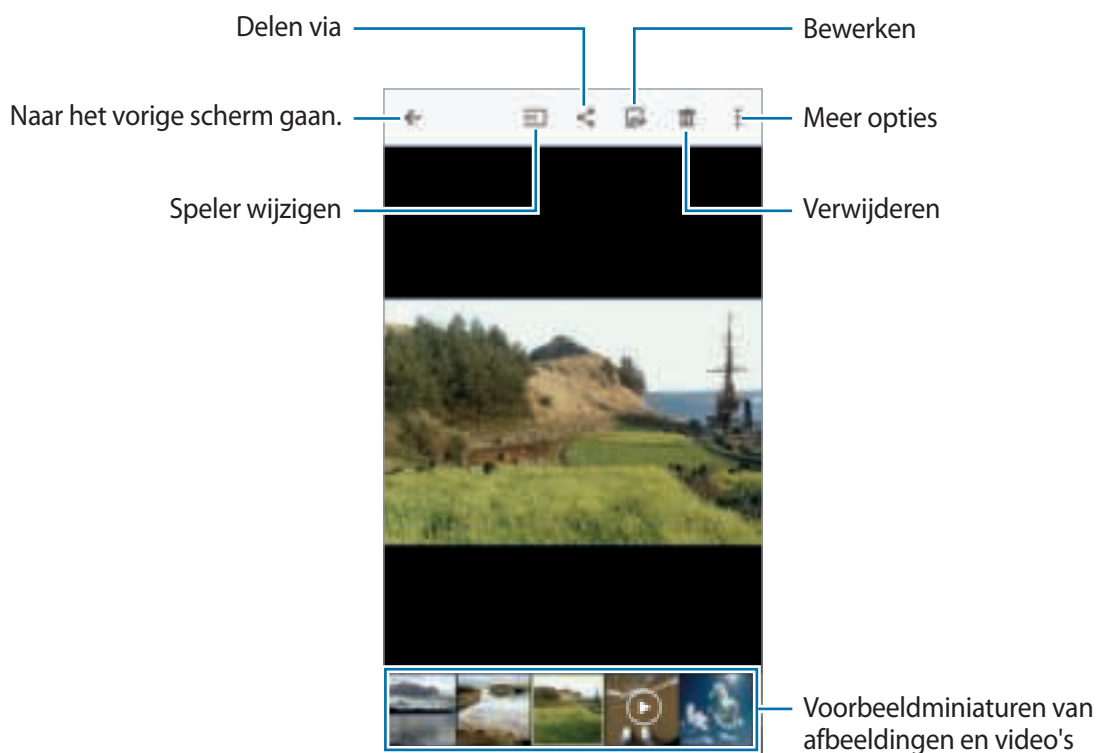 Delen via
Bewerken
Naar het vorige scherm gaan.
Meer opties
Speler wijzigen
Verwijderen
Voorbeeldminiaturen van
afbeeldingen en video's